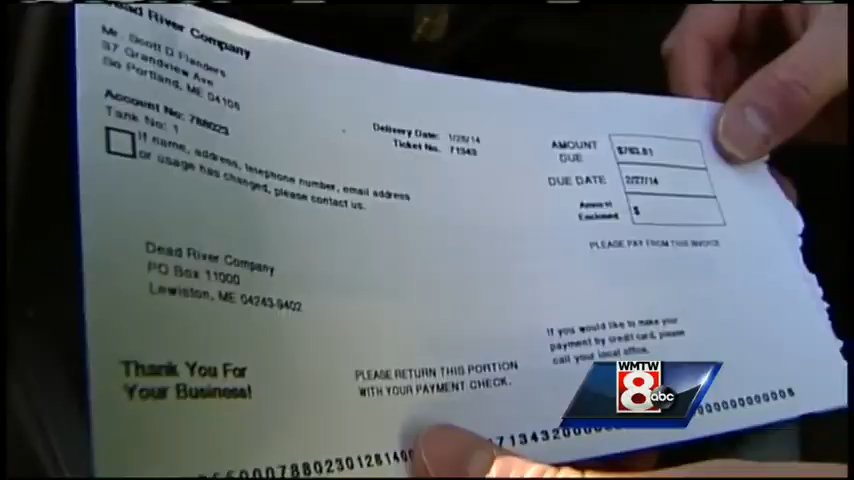 Dead River Company
Mr. Scott D Flanders
37 Grandview Ave
So Portland, ME 04106
Account No: 788023
Tank No: 1
If name, address, telephone number, email address
or usage has changed, please contact us.
Delivery Date: 1/28/14
Ticket No. 71343
AMOUNT DUE $763.81
DUE DATE 2/27/14
Amount Enclosed $
PLEASE PAY FROM THIS INVOICE
Dead River Company
PO Box 11000
Lewiston, ME 04243-9402
Thank You For
Your Business!
PLEASE RETURN THIS PORTION
WITH YOUR PAYMENT CHECK.
If you would like to make your
payment by credit card, please
call your local office.
WMTW
8 abc